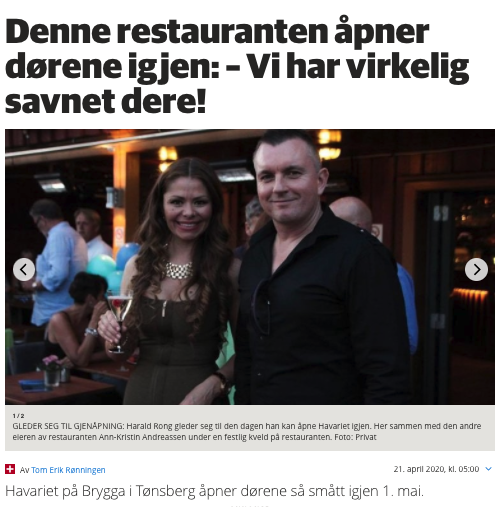 Denne restauranten åpner
dørene igjen: – Vi har virkelig
savnet dere!
1 / 2
GLEDER SEG TIL GJENÅPNING: Harald Rong gleder seg til den dagen han kan åpne Havariet igjen. Her sammen med den andre
eieren av restauranten Ann-Kristin Andreassen under en festlig kveld på restauranten. Foto: Privat
Av Tom Erik Rønningen
21. april 2020, kl. 05:00
Havariet på Brygga i Tønsberg åpner dørene så smått igjen 1. mai.